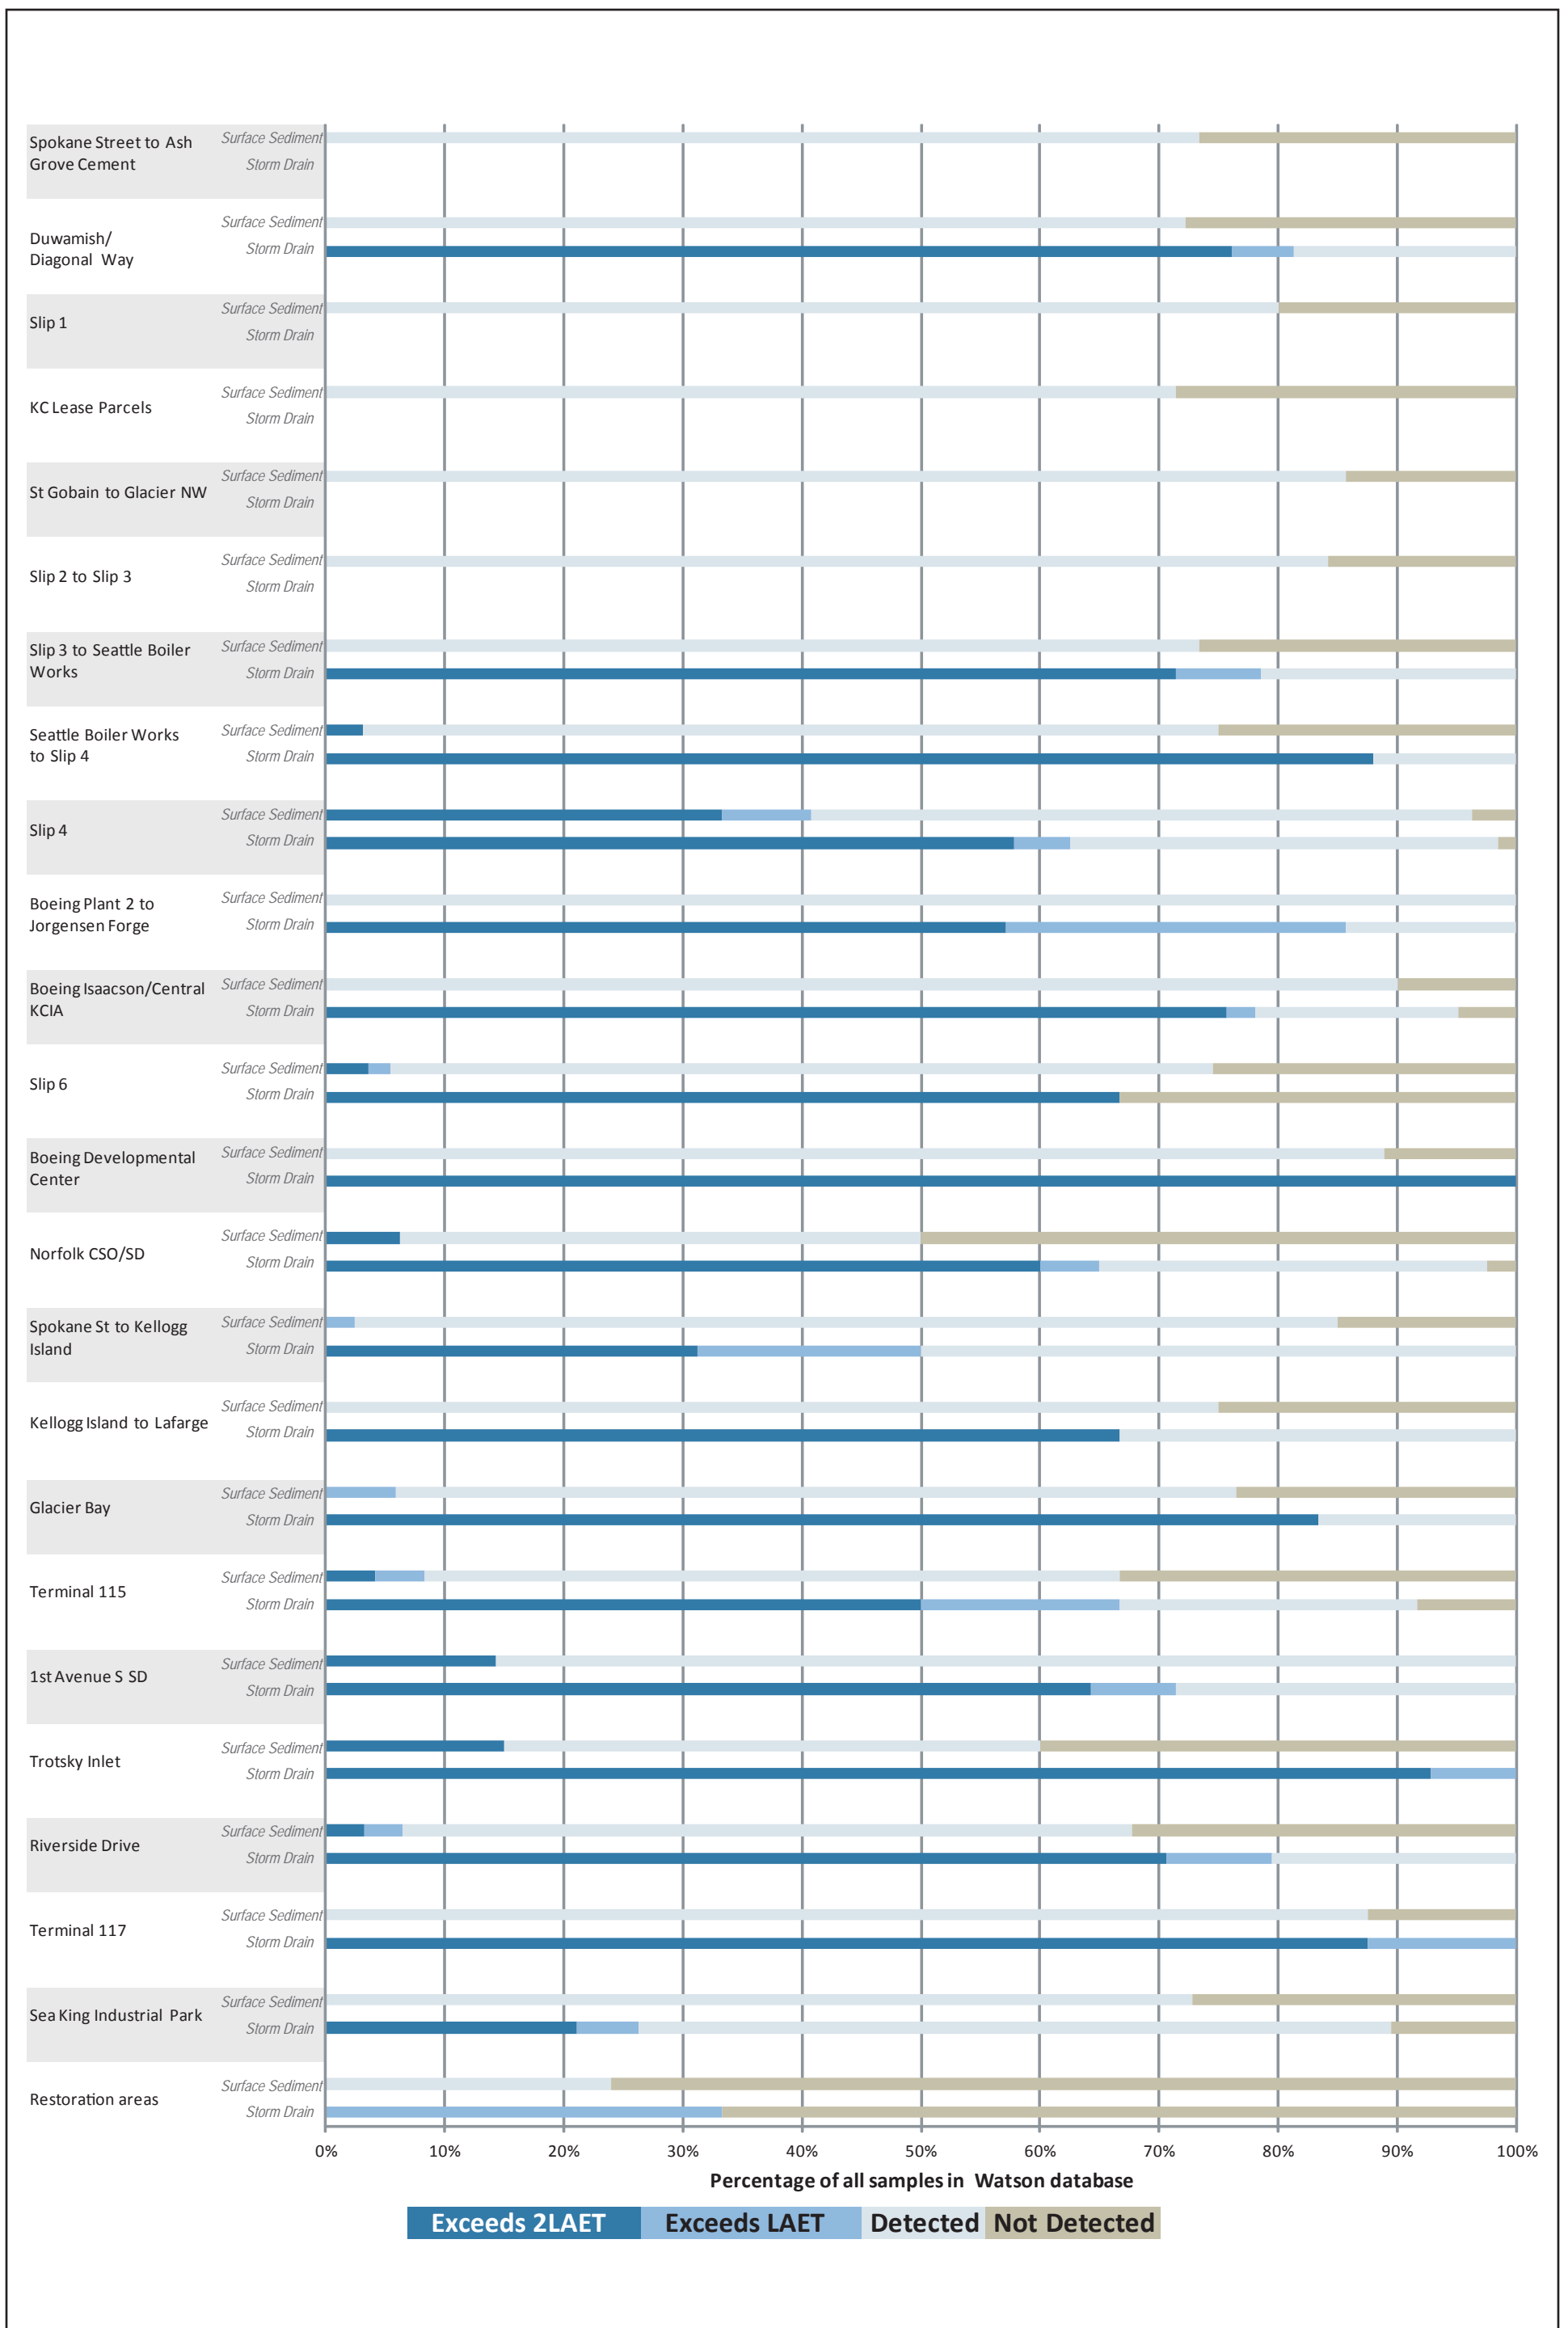 Spokane Street to Ash
Grove Cement
Surface Sediment
Storm Drain
Duwamish/
Diagonal Way
Surface Sediment
Storm Drain
Slip 1
Surface Sediment
Storm Drain
KC Lease Parcels
Surface Sediment
Storm Drain
St Gobain to Glacier NW
Surface Sediment
Storm Drain
Slip 2 to Slip 3
Surface Sediment
Storm Drain
Slip 3 to Seattle Boiler
Works
Surface Sediment
Storm Drain
Seattle Boiler Works
to Slip 4
Surface Sediment
Storm Drain
Slip 4
Surface Sediment
Storm Drain
Boeing Plant 2 to
Jorgensen Forge
Surface Sediment
Storm Drain
Boeing Isaacson/Central
KCIA
Surface Sediment
Storm Drain
Slip 6
Surface Sediment
Storm Drain
Boeing Developmental
Center
Surface Sediment
Storm Drain
Norfolk CSO/SD
Surface Sediment
Storm Drain
Spokane St to Kellogg
Island
Surface Sediment
Storm Drain
Kellogg Island to Lafarge
Surface Sediment
Storm Drain
Glacier Bay
Surface Sediment
Storm Drain
Terminal 115
Surface Sediment
Storm Drain
1st Avenue S SD
Surface Sediment
Storm Drain
Trotsky Inlet
Surface Sediment
Storm Drain
Riverside Drive
Surface Sediment
Storm Drain
Terminal 117
Surface Sediment
Storm Drain
Sea King Industrial Park
Surface Sediment
Storm Drain
Restoration areas
Surface Sediment
Storm Drain
0% 10% 20% 30% 40% 50% 60% 70% 80% 90% 100%
Percentage of all samples in Watson database
Exceeds 2LAET Exceeds LAET Detected Not Detected